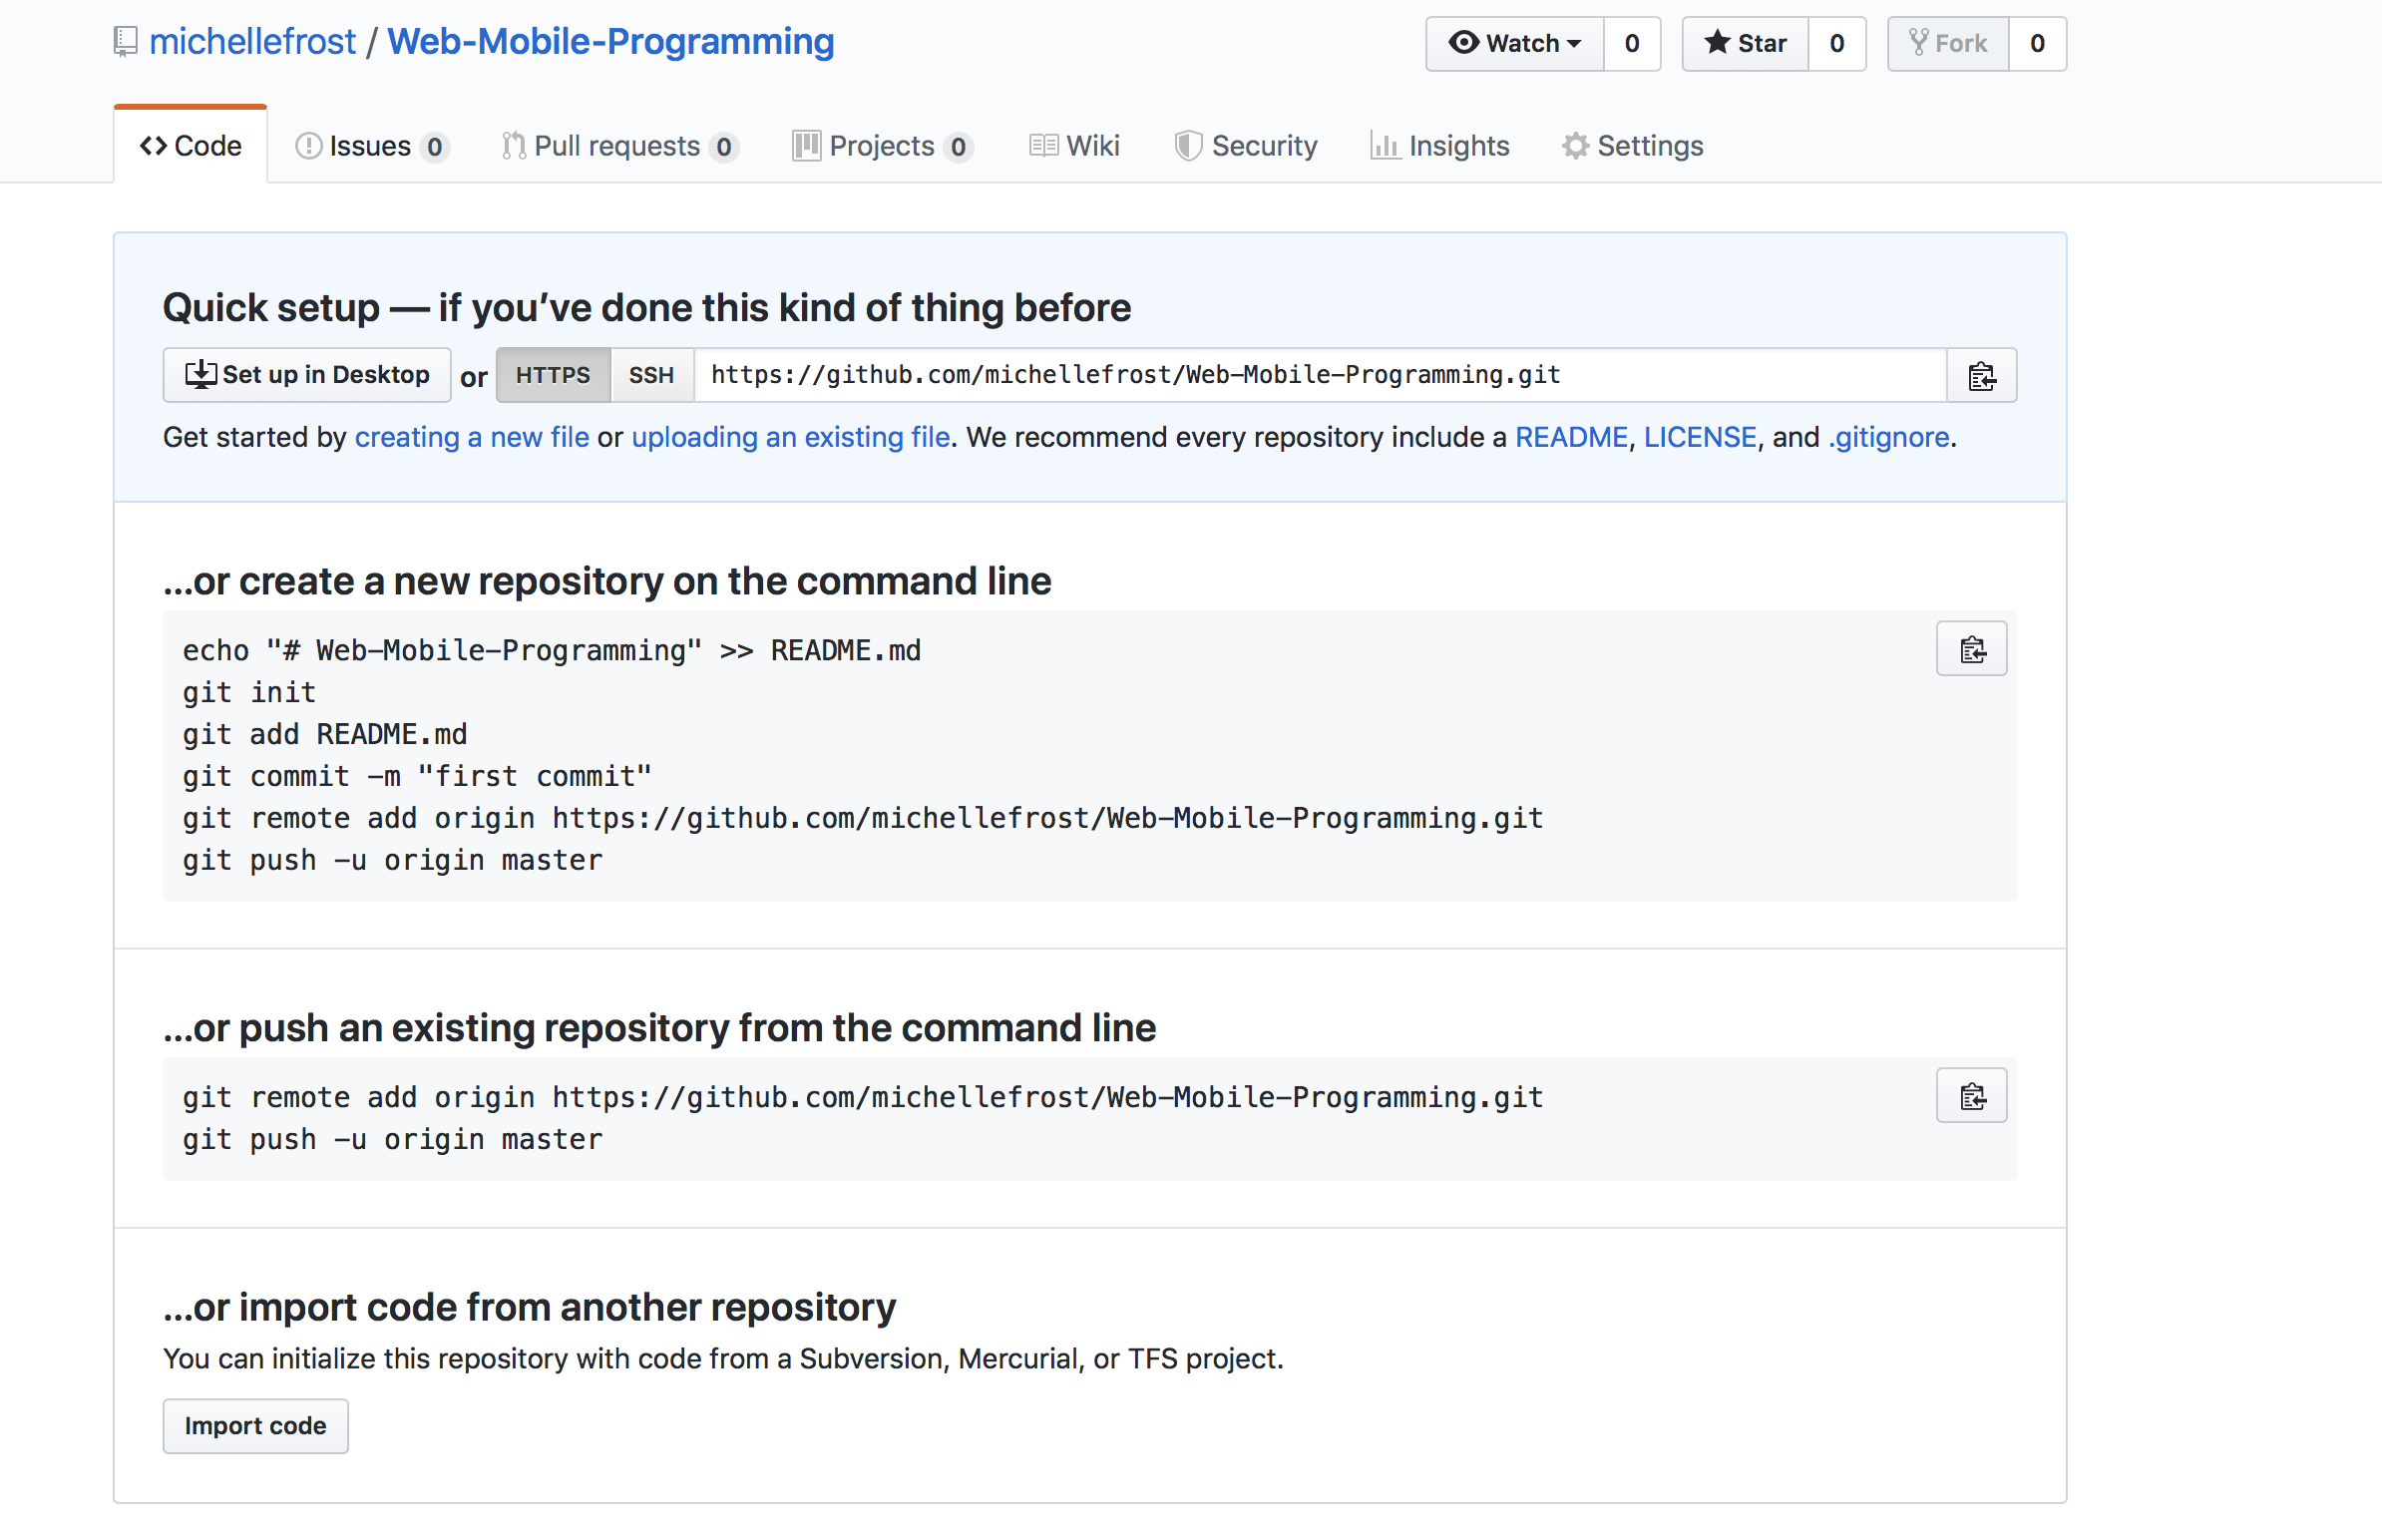 michellefrost / Web-Mobile-Programming
Watch 0 Star 0 Fork 0
Code Issues 0 Pull requests 0 Projects 0 Wiki Security Insights Settings
Quick setup — if you’ve done this kind of thing before
Set up in Desktop or HTTPS SSH https://github.com/michellefrost/Web-Mobile-Programming.git
Get started by creating a new file or uploading an existing file. We recommend every repository include a README, LICENSE, and .gitignore.
…or create a new repository on the command line
echo "# Web-Mobile-Programming" >> README.md
git init
git add README.md
git commit -m "first commit"
git remote add origin https://github.com/michellefrost/Web-Mobile-Programming.git
git push -u origin master
…or push an existing repository from the command line
git remote add origin https://github.com/michellefrost/Web-Mobile-Programming.git
git push -u origin master
…or import code from another repository
You can initialize this repository with code from a Subversion, Mercurial, or TFS project.
Import code